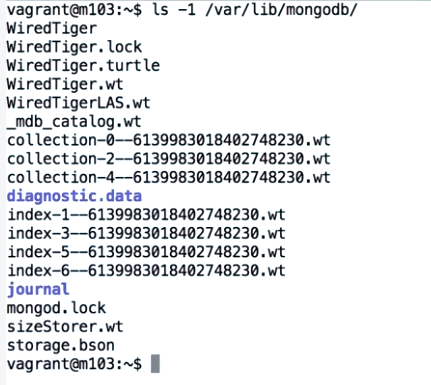 vagrant@m103:~$ ls -1 /var/lib/mongodb/
WiredTiger
WiredTiger.lock
WiredTiger.turtle
WiredTiger.wt
WiredTigerLAS.wt
_mdb_catalog.wt
collection-0--6139983018402748230.wt
collection-2--6139983018402748230.wt
collection-4--6139983018402748230.wt
diagnostic.data
index-1--6139983018402748230.wt
index-3--6139983018402748230.wt
index-5--6139983018402748230.wt
index-6--6139983018402748230.wt
journal
mongod.lock
sizeStorer.wt
storage.bson
vagrant@m103:~$